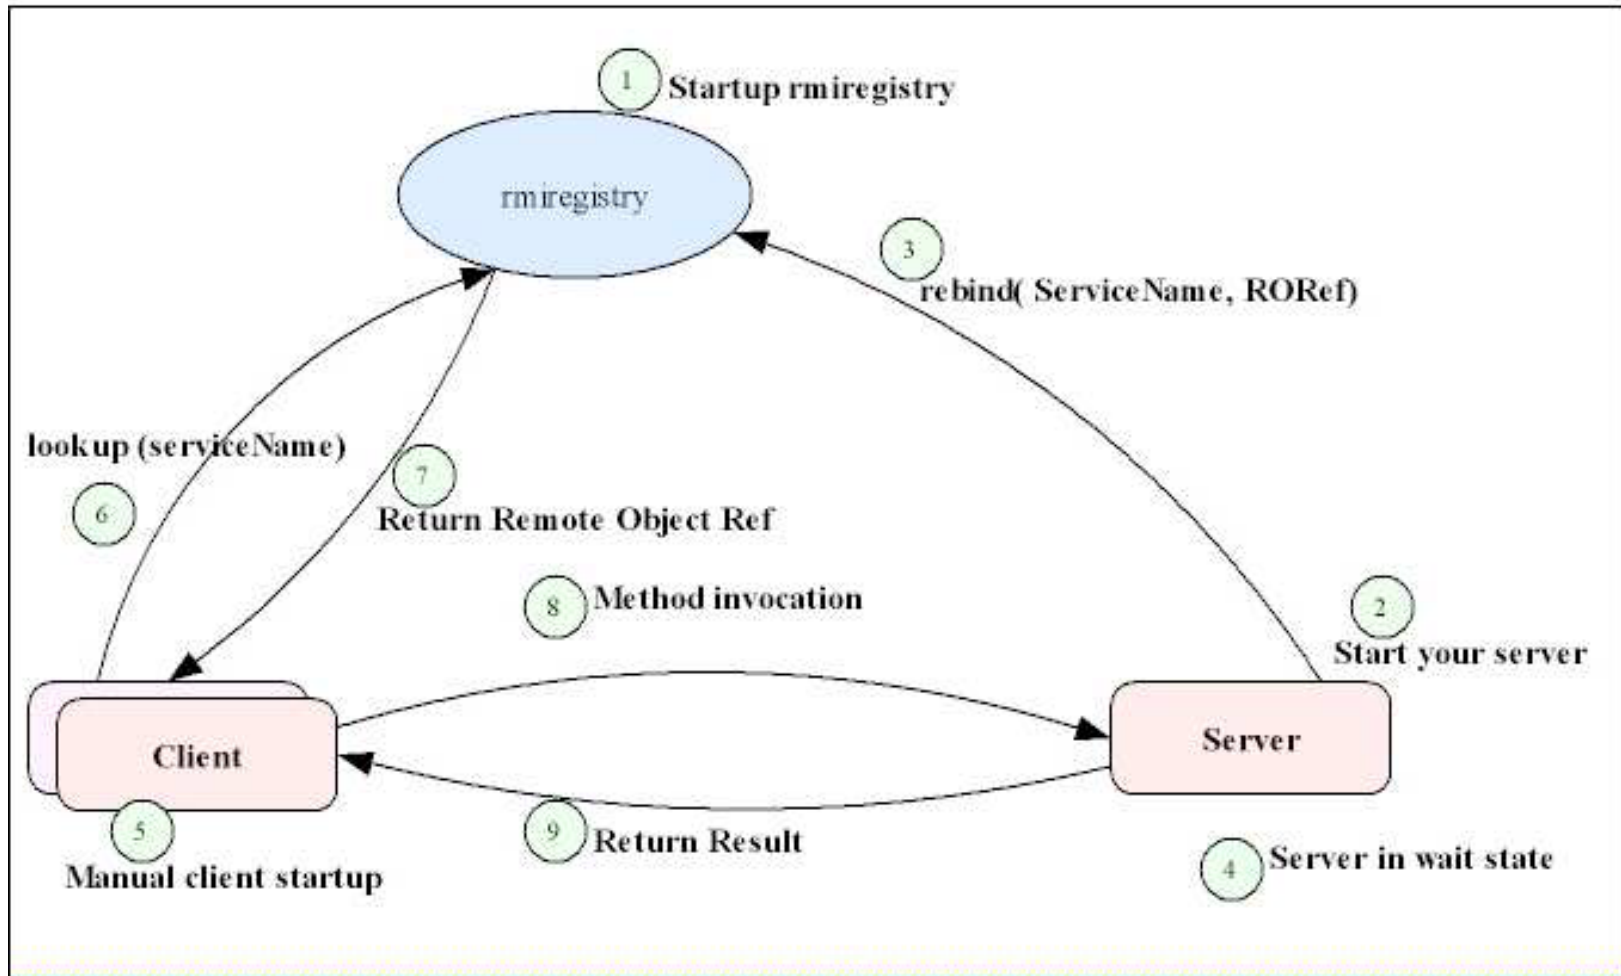 1
Startup rmiregistry
rmiregistry
3
rebind( ServiceName, RORef)
lookup (serviceName)
7
6
Return Remote Object Ref
8
Method invocation
2
Start your server
Client
Server
5
9
Return Result
4
Server in wait state
Manual client startup